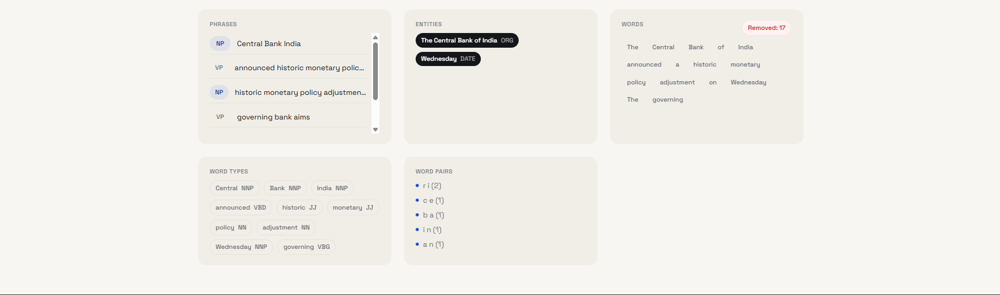 PHRASES
NP Central Bank India
VP announced historic monetary polic...
NP historic monetary policy adjustmen...
VP governing bank aims
ENTITIES
The Central Bank of India ORG
Wednesday DATE
WORDS
Removed: 17
The Central Bank of India
announced a historic monetary
policy adjustment on Wednesday
The governing
WORD TYPES
Central NNP Bank NNP India NNP
announced VBD historic JJ monetary JJ
policy NN adjustment NN
Wednesday NNP governing VBG
WORD PAIRS
r i (2)
c e (1)
b a (1)
i n (1)
a n (1)